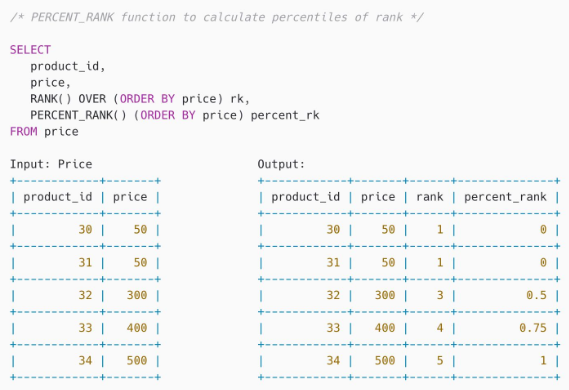 /* PERCENT_RANK function to calculate percentiles of rank */
SELECT
product_id,
price,
RANK() OVER (ORDER BY price) rk,
PERCENT_RANK() (ORDER BY price) percent_rk
FROM price
Input: Price Output:
+------------+-------+ +------------+-------+------+--------------+
| product_id | price | | product_id | price | rank | percent_rank |
+------------+-------+ +------------+-------+------+--------------+
| 30 | 50 | | 30 | 50 | 1 | 0 |
+------------+-------+ +------------+-------+------+--------------+
| 31 | 50 | | 31 | 50 | 1 | 0 |
+------------+-------+ +------------+-------+------+--------------+
| 32 | 300 | | 32 | 300 | 3 | 0.5 |
+------------+-------+ +------------+-------+------+--------------+
| 33 | 400 | | 33 | 400 | 4 | 0.75 |
+------------+-------+ +------------+-------+------+--------------+
| 34 | 500 | | 34 | 500 | 5 | 1 |
+------------+-------+ +------------+-------+------+--------------+